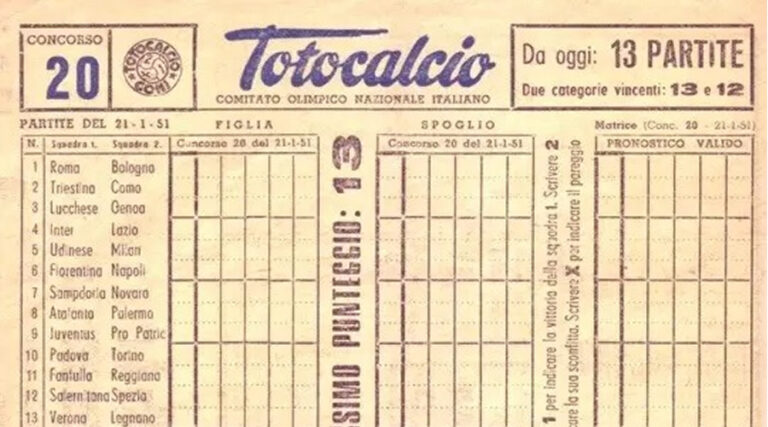 CONCORSO
20
TOTOCALCIO
CONI
Totocalcio
COMITATO OLIMPICO NAZIONALE ITALIANO
Da oggi: 13 PARTITE
Due categorie vincenti: 13 e 12
PARTITE DEL 21-1-51
FIGLIA
SPOGLIO
Matrice (Conc. 20 - 21-1-51)
N. Squadra 1. Squadra 2.
Concorso 20 del 21-1-51
Concorso 20 del 21-1-51
PRONOSTICO VALIDO
1 Roma Bologna
2 Triestina Como
3 Lucchese Genoa
4 Inter Lazio
5 Udinese Milan
6 Fiorentina Napoli
7 Sampdoria Novara
8 Atalanta Palermo
9 Juventus Pro Patria
10 Padova Torino
11 Fanfulla Reggiana
12 Salernitana Spezia
13 Verona Legnano
SIMO PUNTEGGIO: 13
1 per indicare la vittoria della squadra 1. Scrivere 2
care la sua sconfitta. Scrivere X per indicare il pareggio